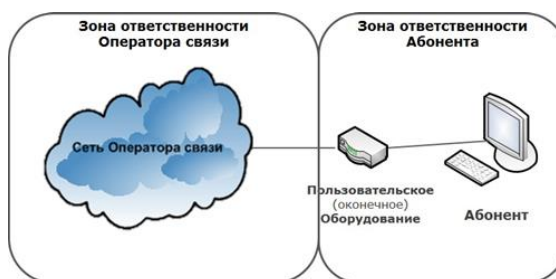 Зона ответственности
Оператора связи
Зона ответственности
Абонента
Сеть Оператора связи
Пользовательское
(оконечное)
Оборудование
Абонент